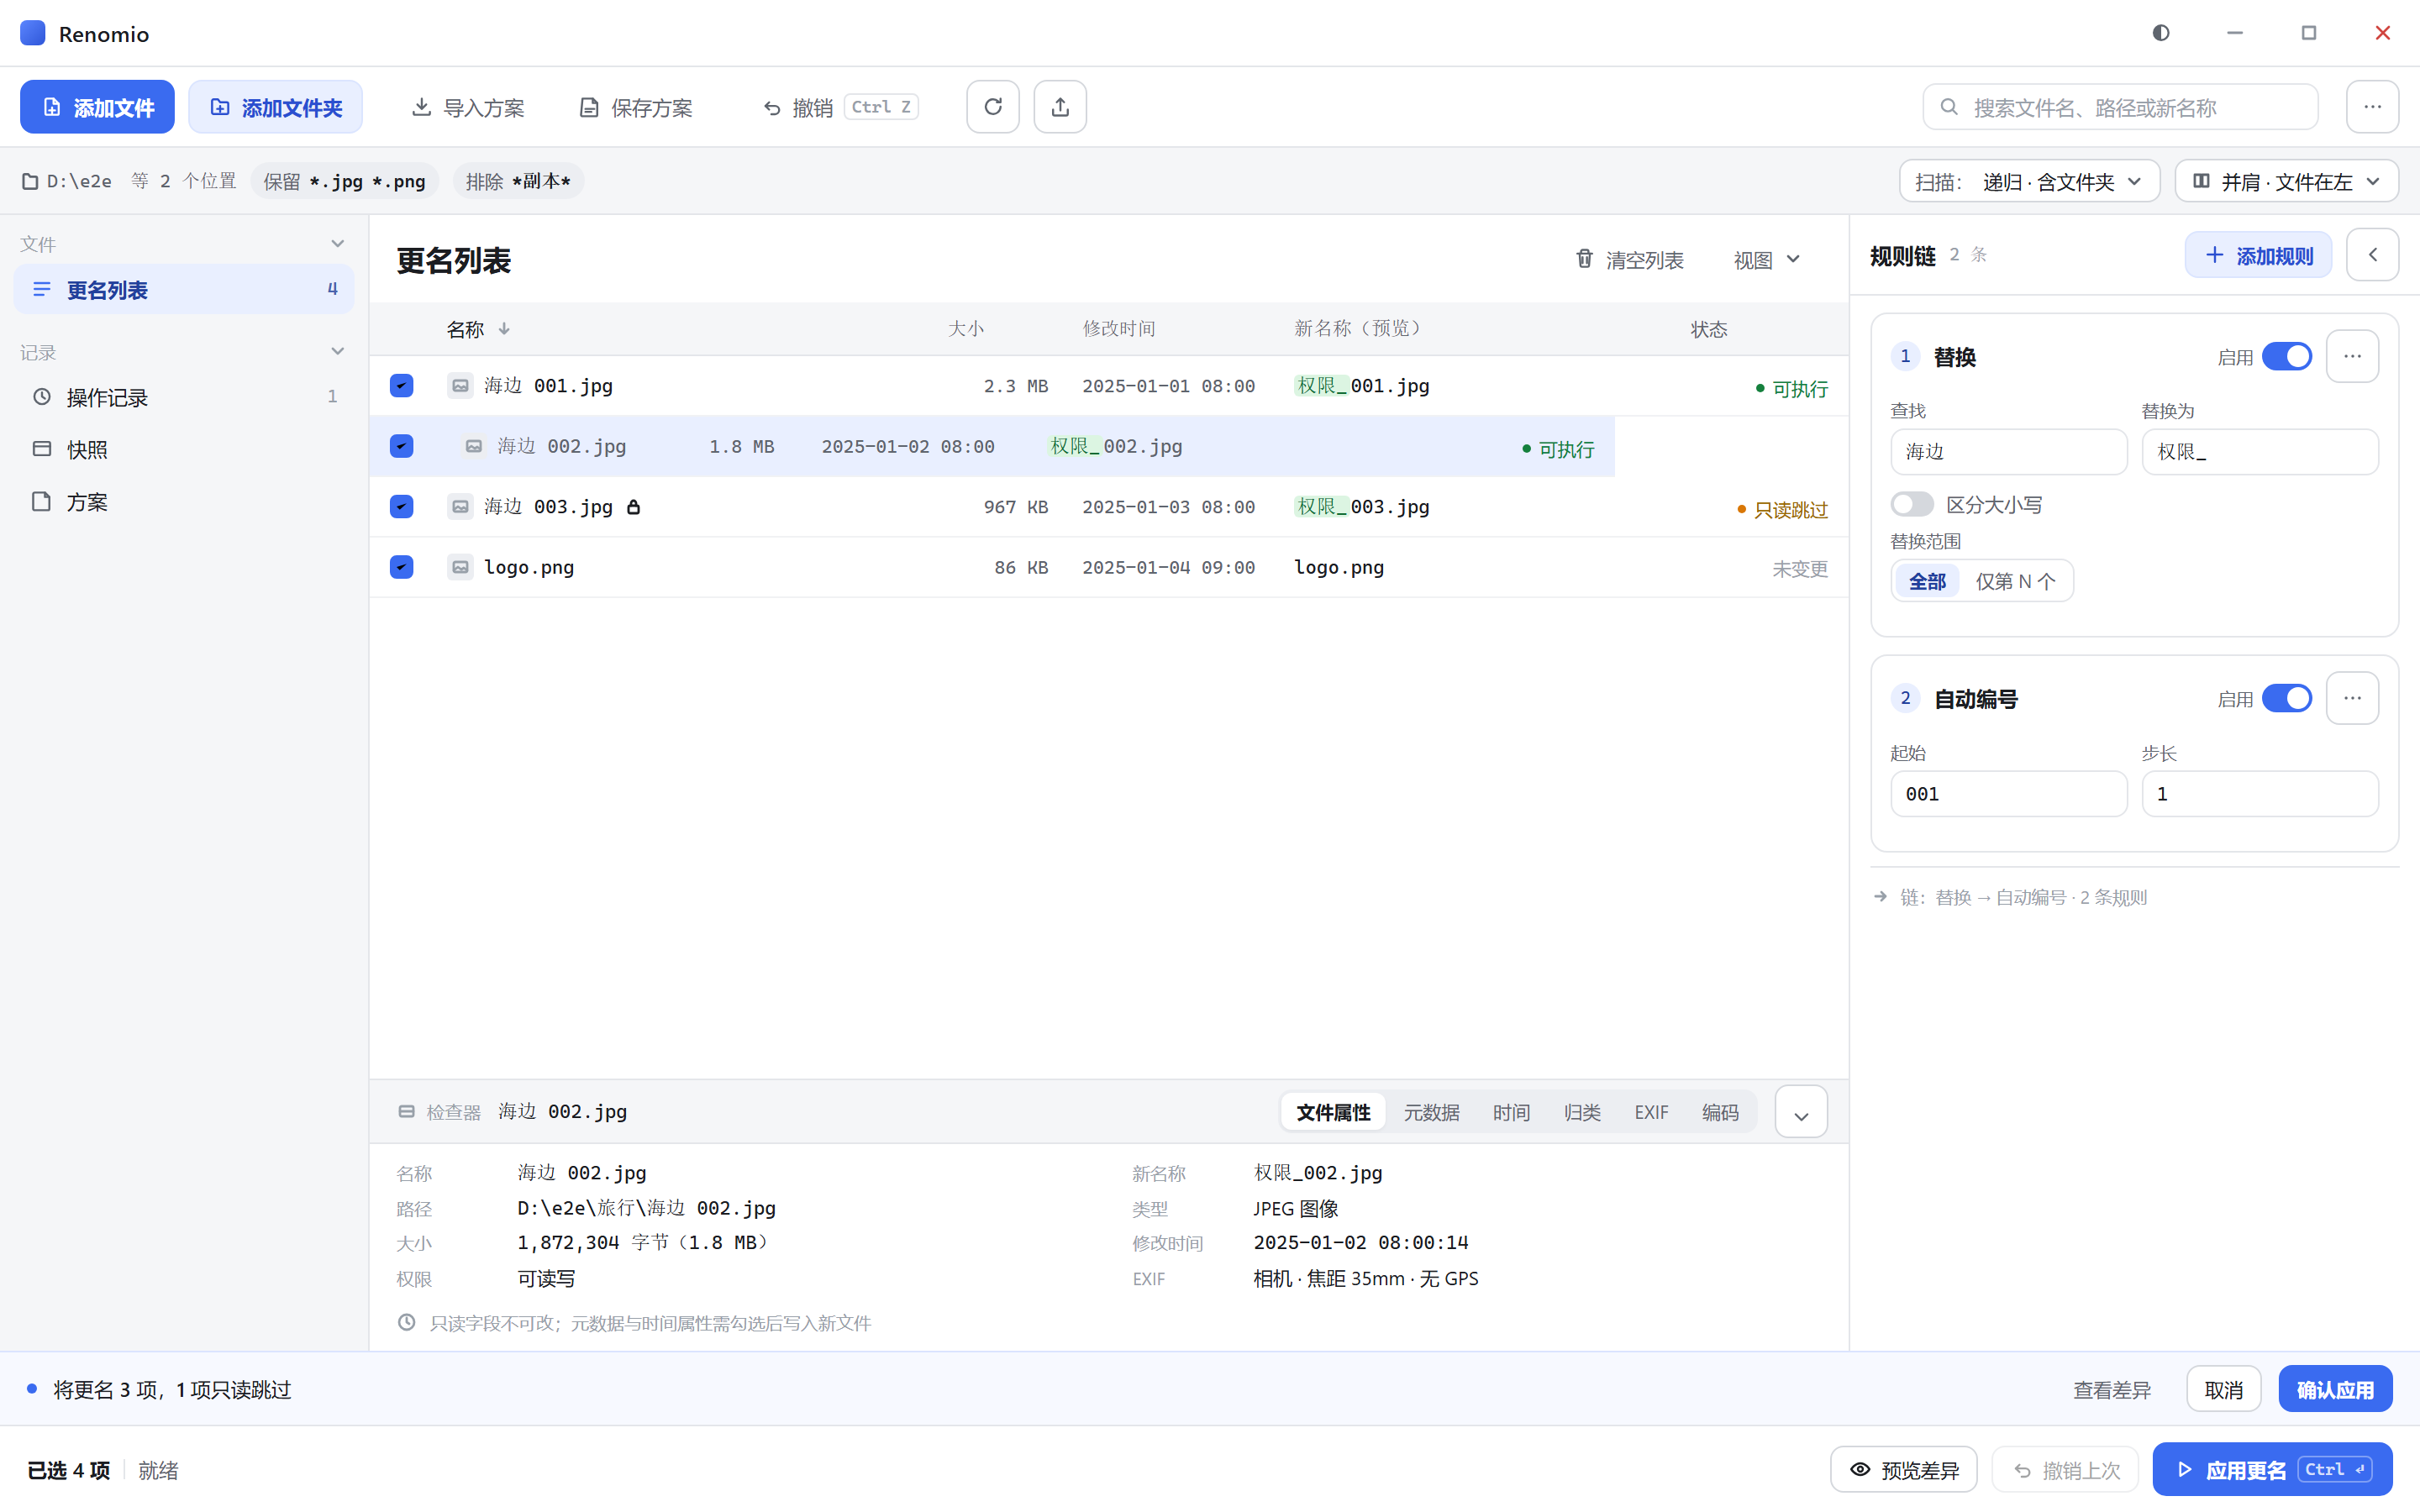 Renomio
添加文件 添加文件夹 导入方案 保存方案 撤销 Ctrl Z 搜索文件名、路径或新名称 ···
D:\e2e 等 2 个位置 保留 *.jpg *.png 排除 *副本* 扫描： 递归 · 含文件夹 并肩 · 文件在左
文件
更名列表 4
记录
操作记录 1
快照
方案
更名列表 清空列表 视图
名称 大小 修改时间 新名称（预览） 状态
海边 001.jpg 2.3 MB 2025-01-01 08:00 权限_001.jpg 可执行
海边 002.jpg 1.8 MB 2025-01-02 08:00 权限_002.jpg 可执行
海边 003.jpg 967 KB 2025-01-03 08:00 权限_003.jpg 只读跳过
logo.png 86 KB 2025-01-04 09:00 logo.png 未变更
检查器 海边 002.jpg 文件属性 元数据 时间 归类 EXIF 编码
名称 海边 002.jpg 新名称 权限_002.jpg
路径 D:\e2e\旅行\海边 002.jpg 类型 JPEG 图像
大小 1,872,304 字节（1.8 MB） 修改时间 2025-01-02 08:00:14
权限 可读写 EXIF 相机 · 焦距 35mm · 无 GPS
只读字段不可改；元数据与时间属性需勾选后写入新文件
规则链 2 条 添加规则
1 替换 启用 ···
查找 替换为
海边 权限_
区分大小写
替换范围
全部 仅第 N 个
2 自动编号 启用 ···
起始 步长
001 1
链：替换 → 自动编号 · 2 条规则
将更名 3 项，1 项只读跳过 查看差异 取消 确认应用
已选 4 项 就绪 预览差异 撤销上次 应用更名 Ctrl ⏎